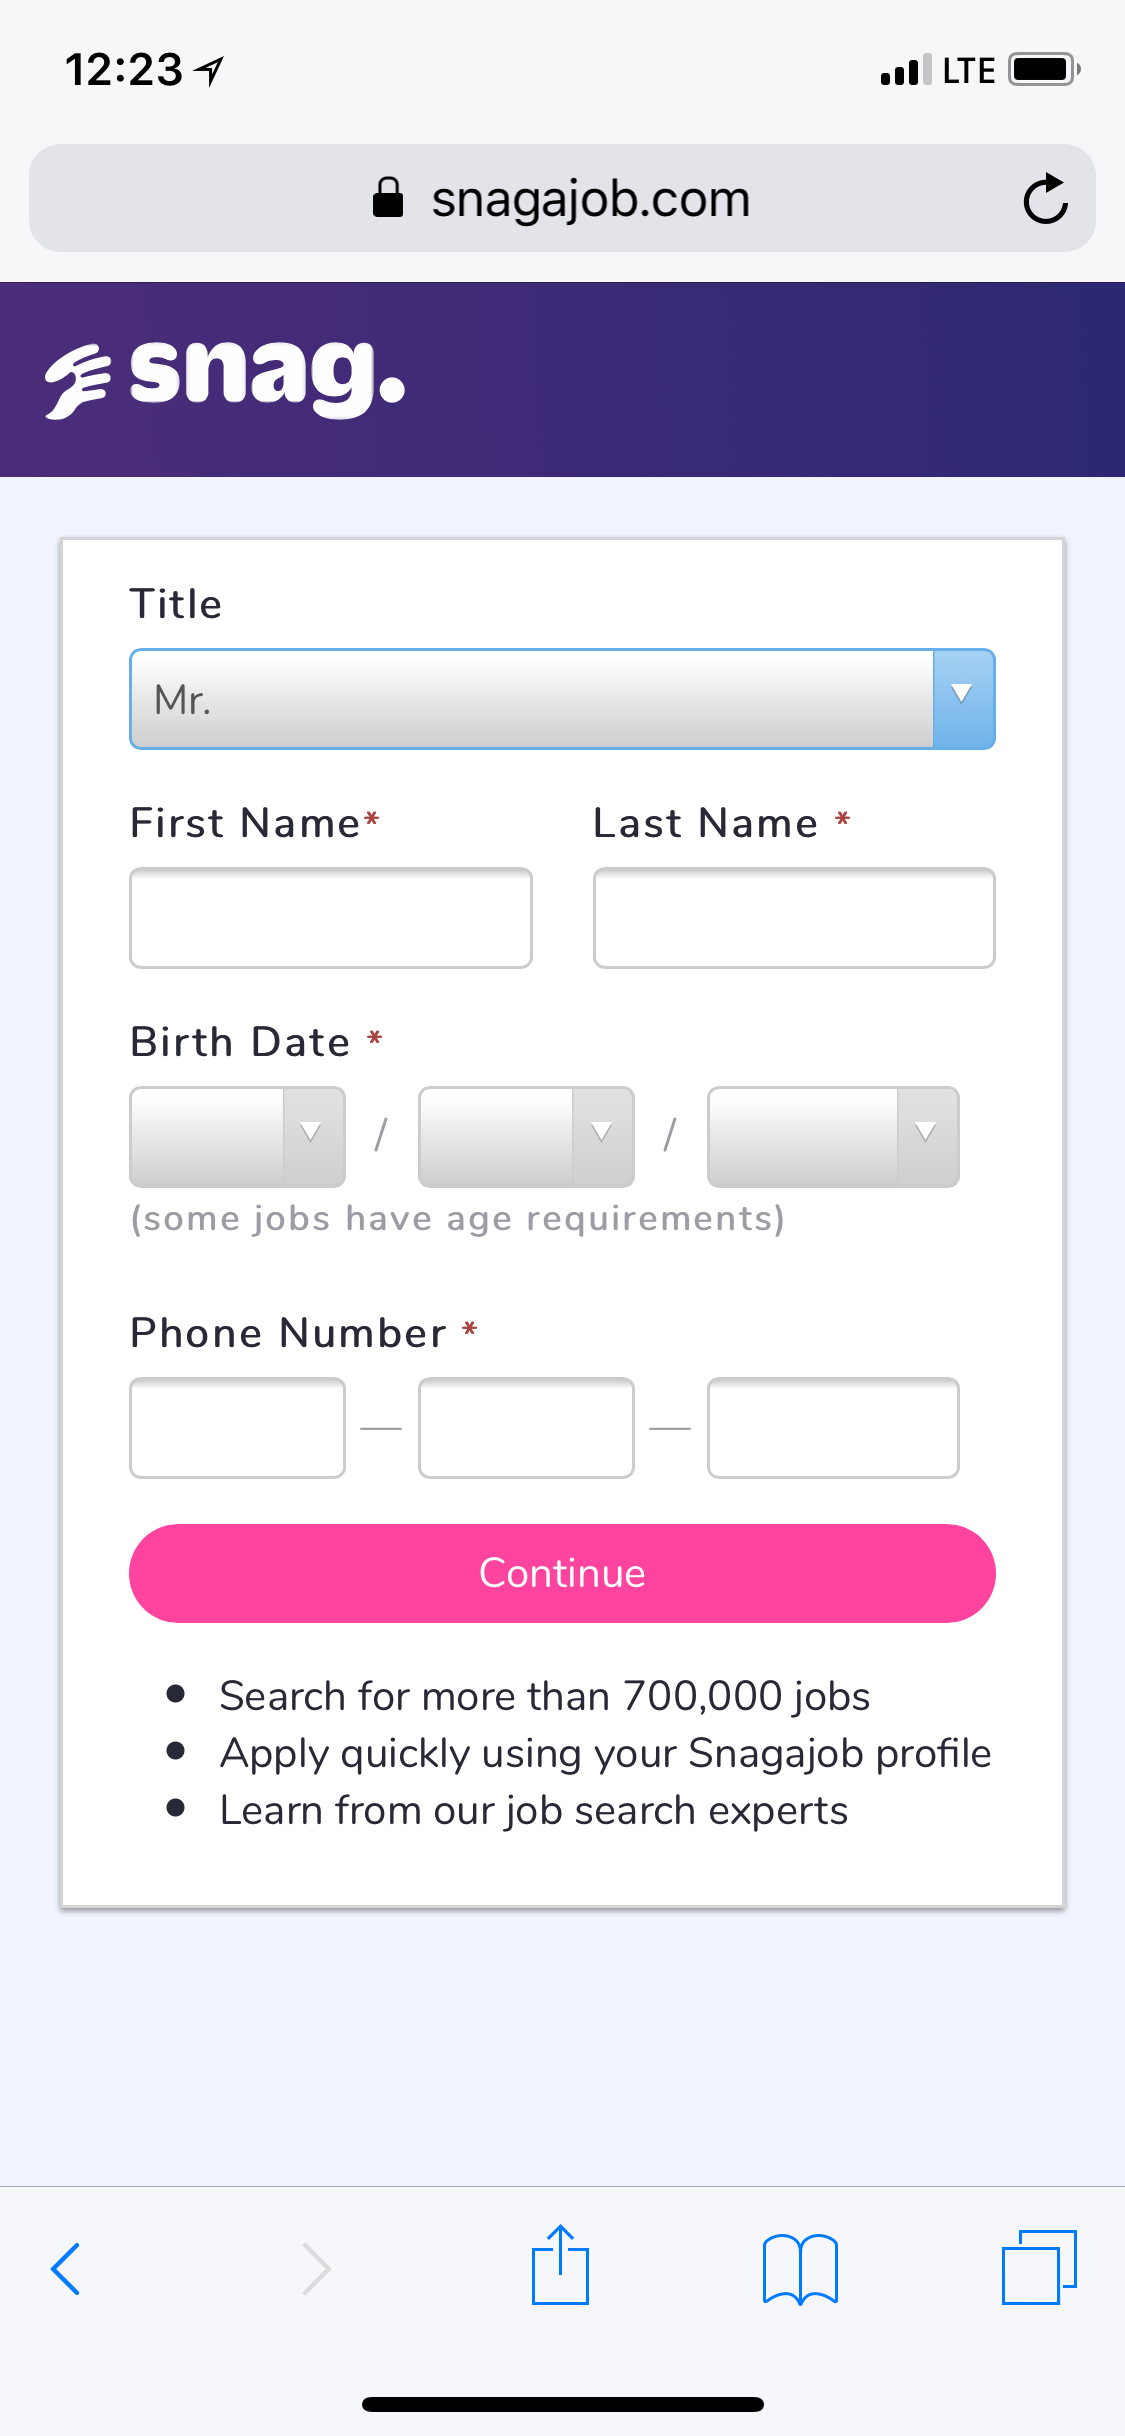 12:23 LTE
snagajob.com
snag.
Title
Mr.
First Name* Last Name *
Birth Date *
/ /
(some jobs have age requirements)
Phone Number *
— —
Continue
• Search for more than 700,000 jobs
• Apply quickly using your Snagajob profile
• Learn from our job search experts